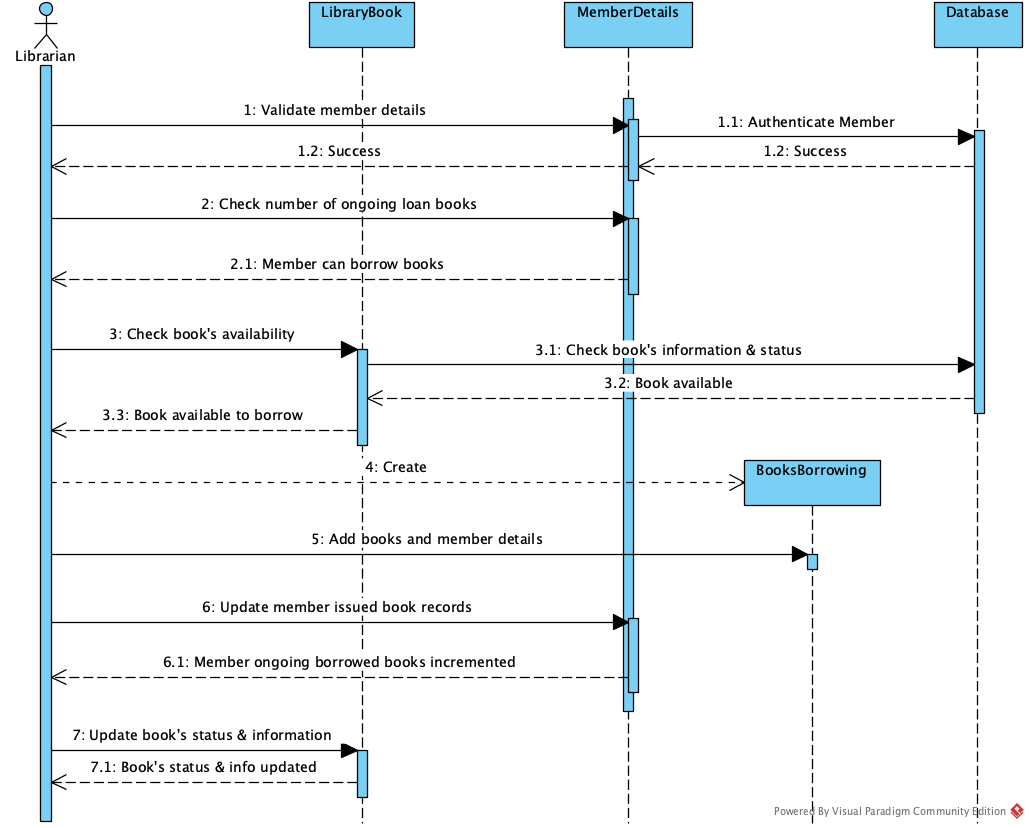 LibraryBook
MemberDetails
Database
Librarian
1: Validate member details
1.1: Authenticate Member
1.2: Success
1.2: Success
2: Check number of ongoing loan books
2.1: Member can borrow books
3: Check book's availability
3.1: Check book's information & status
3.2: Book available
3.3: Book available to borrow
4: Create
BooksBorrowing
5: Add books and member details
6: Update member issued book records
6.1: Member ongoing borrowed books incremented
7: Update book's status & information
7.1: Book's status & info updated
Powered By Visual Paradigm Community Edition